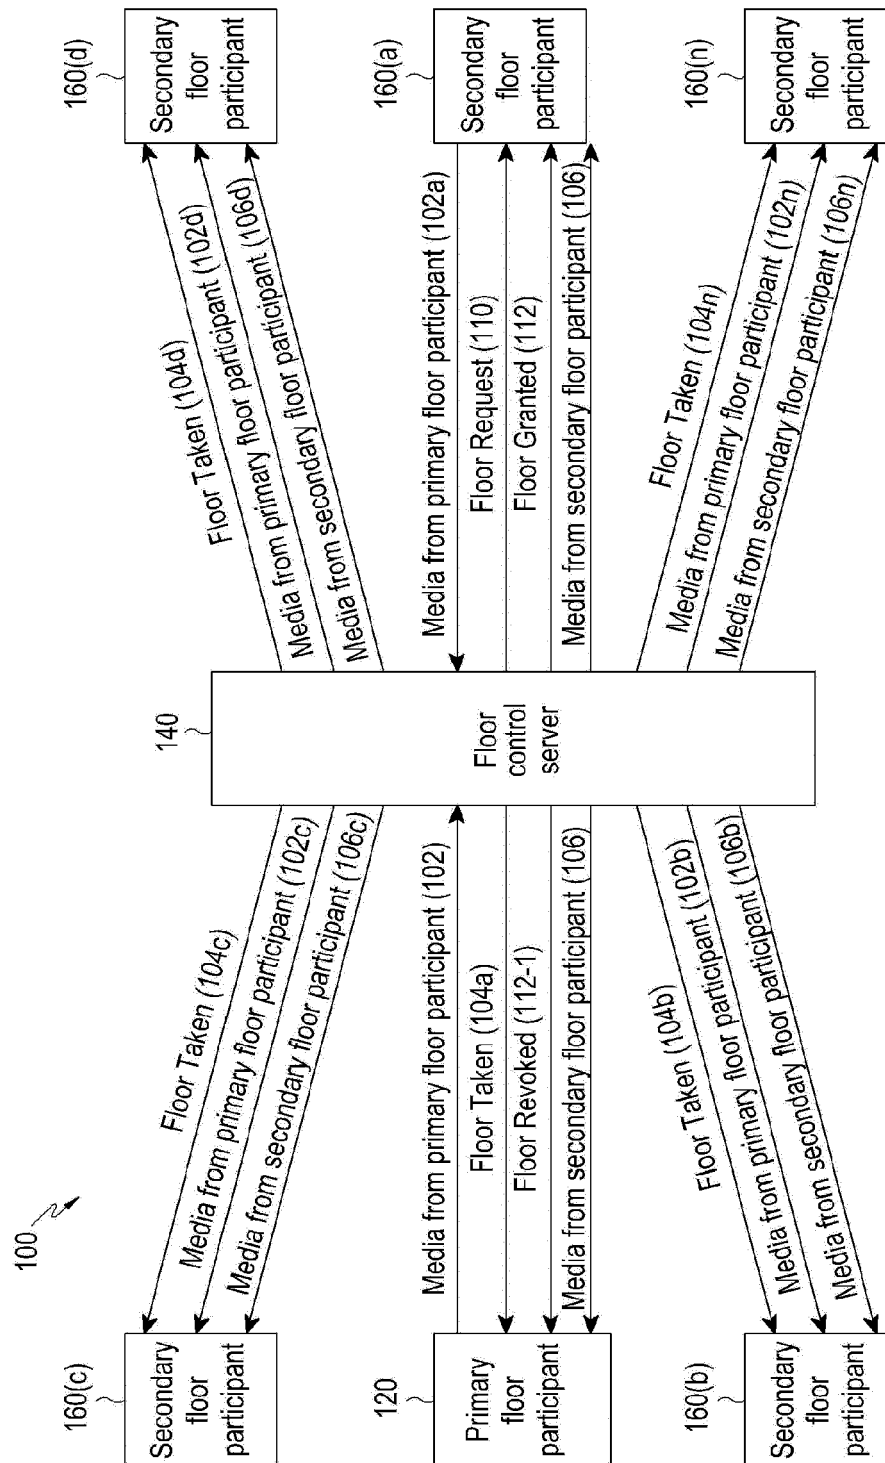 100
160(c)
Secondary
floor
participant
Floor Taken (104c)
Media from primary floor participant (102c)
Media from secondary floor participant (106c)
140
Floor
control
server
Floor Taken (104d)
Media from primary floor participant (102d)
Media from secondary floor participant (106d)
160(d)
Secondary
floor
participant
120
Primary
floor
participant
Media from primary floor participant (102)
Floor Taken (104a)
Floor Revoked (112-1)
Media from secondary floor participant (106)
Media from primary floor participant (102a)
Floor Request (110)
Floor Granted (112)
Media from secondary floor participant (106)
160(a)
Secondary
floor
participant
160(b)
Secondary
floor
participant
Floor Taken (104b)
Media from primary floor participant (102b)
Media from secondary floor participant (106b)
Floor Taken (104n)
Media from primary floor participant (102n)
Media from secondary floor participant (106n)
160(n)
Secondary
floor
participant